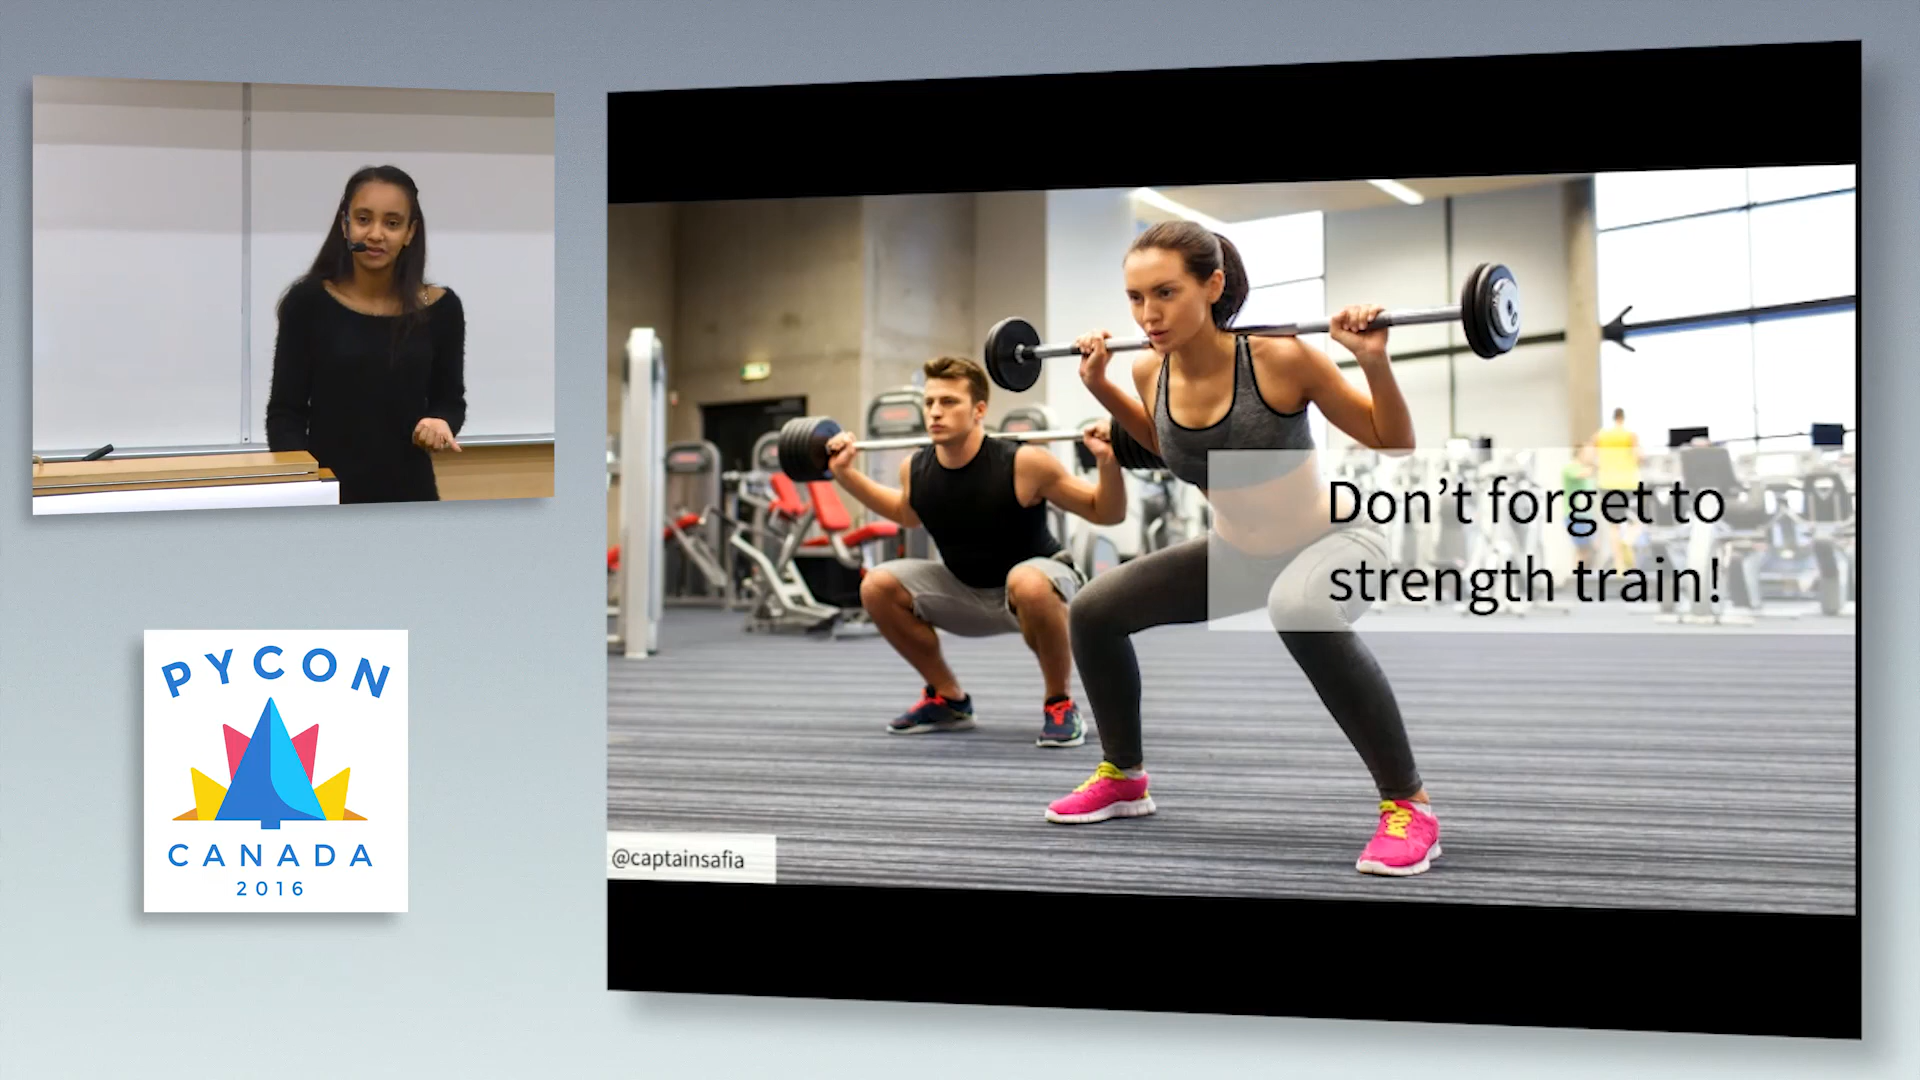 PYCON
CANADA
2016
Don't forget to
strength train!
@captainsafia